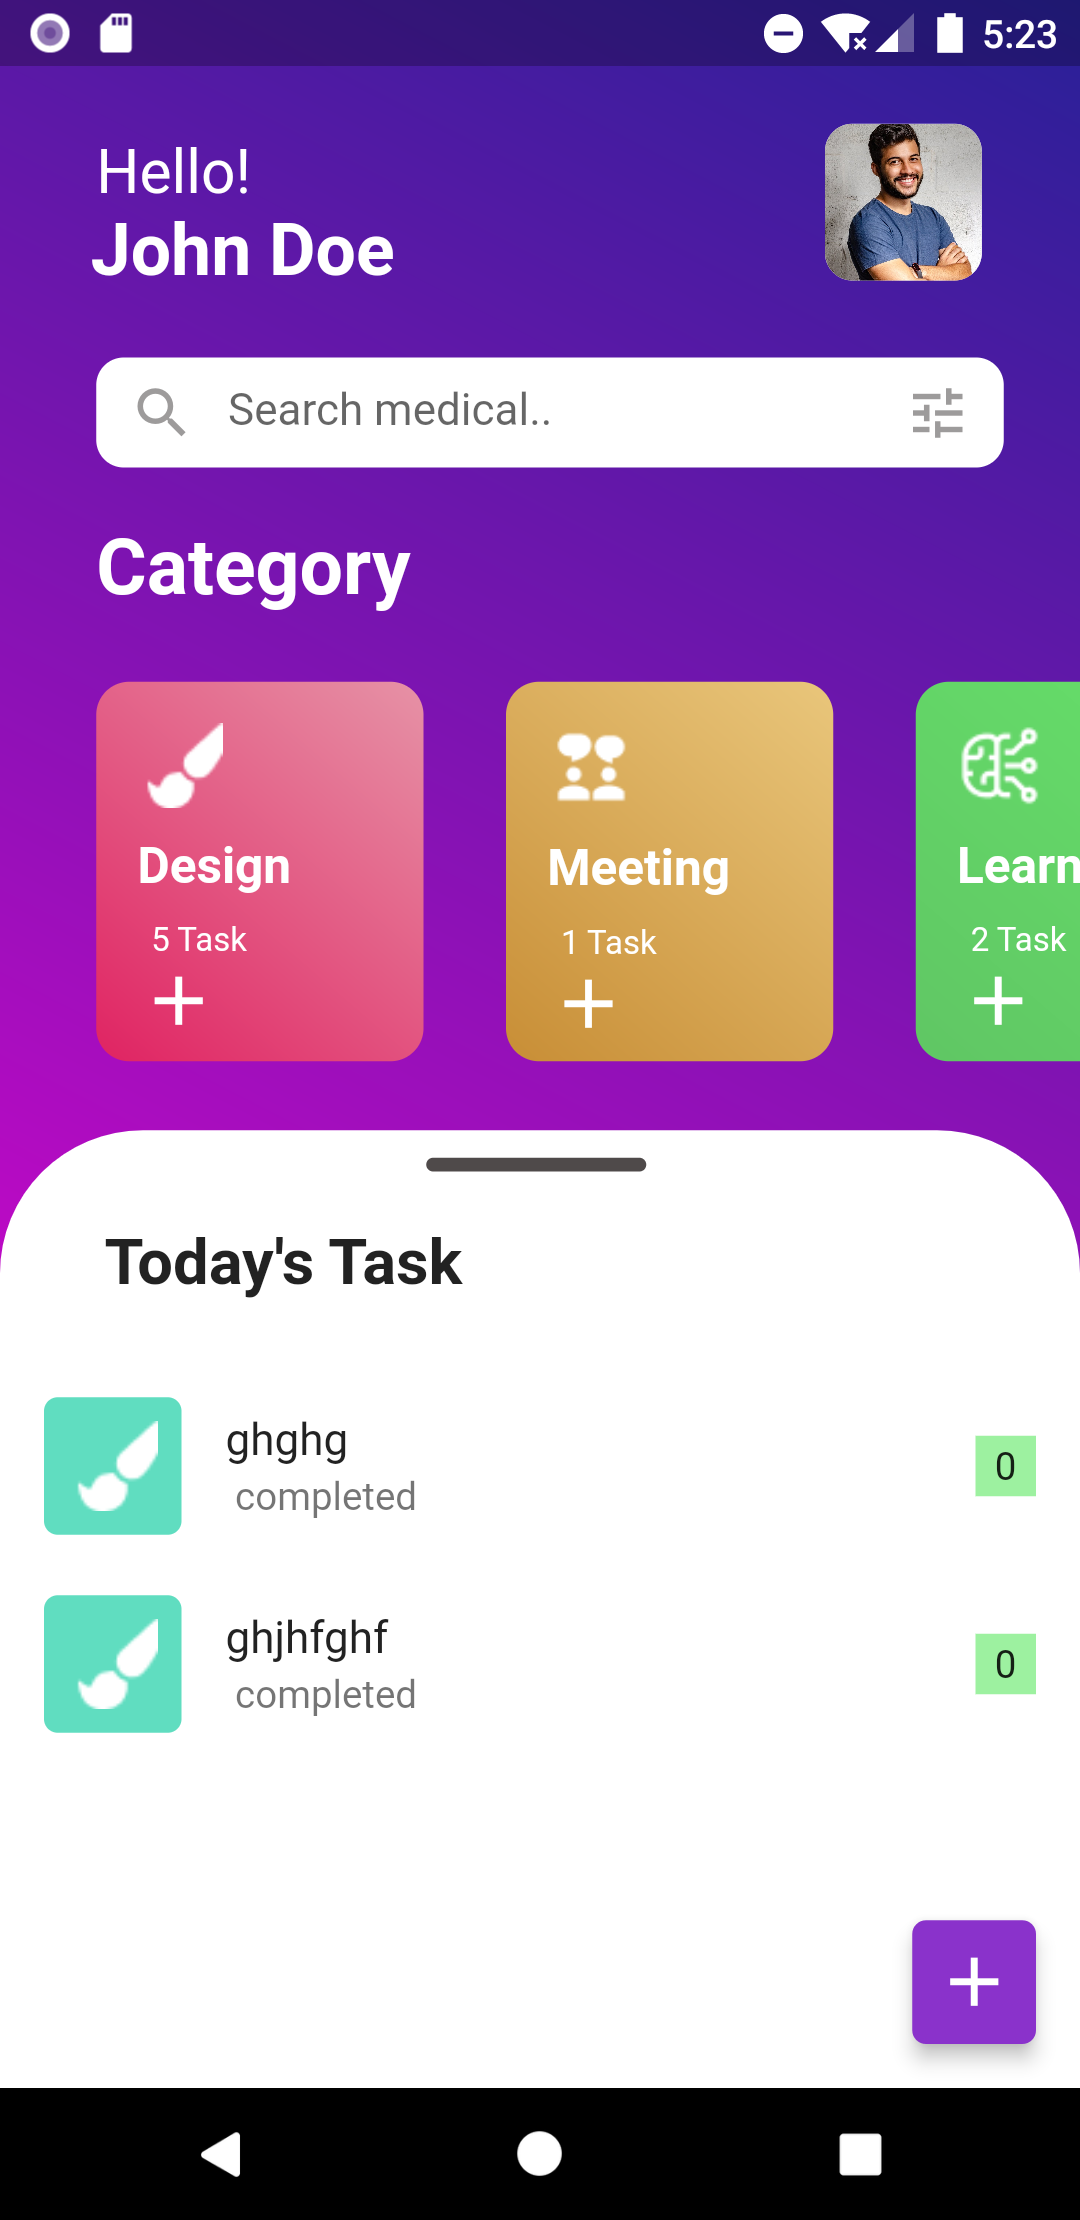 5:23
Hello!
John Doe
Search medical..
Category
Design
5 Task
Meeting
1 Task
Learn
2 Task
Today's Task
ghghg
completed
0
ghjhfghf
completed
0